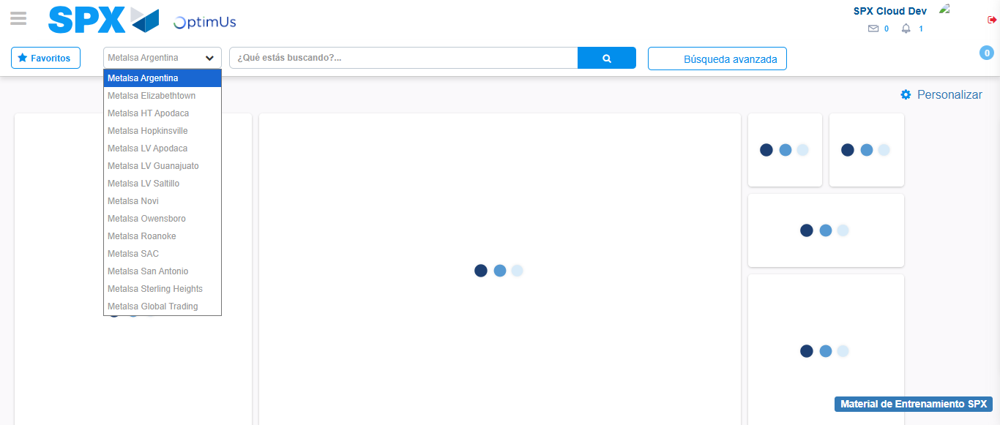 SPX
OptimUs
SPX Cloud Dev
0
1
Favoritos
Metalsa Argentina
¿Qué estás buscando?...
Búsqueda avanzada
0
Metalsa Argentina
Metalsa Elizabethtown
Metalsa HT Apodaca
Metalsa Hopkinsville
Metalsa LV Apodaca
Metalsa LV Guanajuato
Metalsa LV Saltillo
Metalsa Novi
Metalsa Owensboro
Metalsa Roanoke
Metalsa SAC
Metalsa San Antonio
Metalsa Sterling Heights
Metalsa Global Trading
Personalizar
Material de Entrenamiento SPX